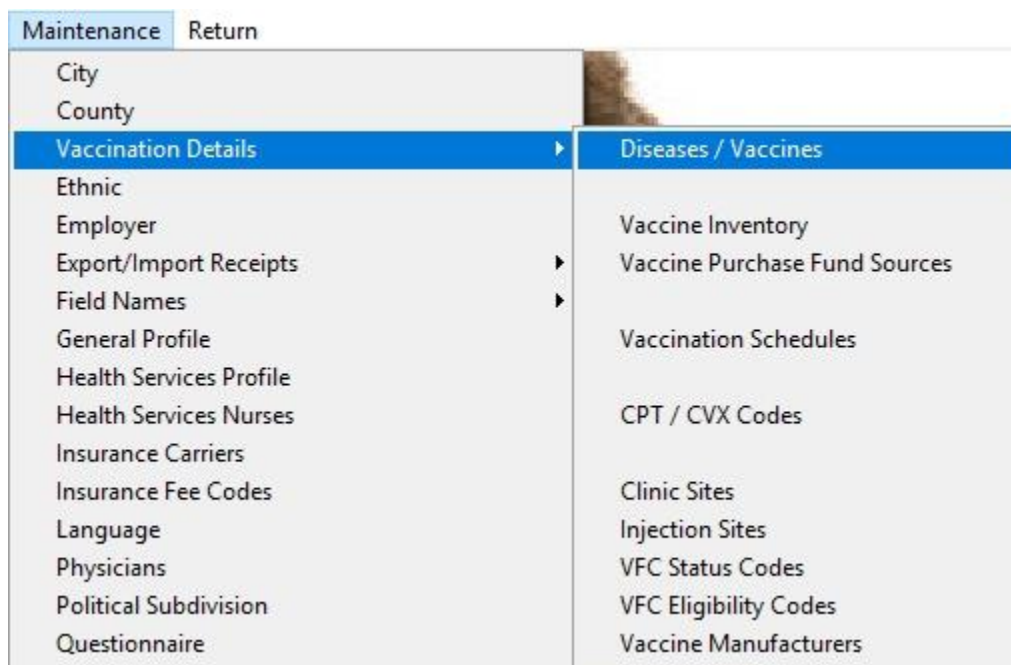 Maintenance Return
City
County
Vaccination Details
Ethnic
Employer
Export/Import Receipts
Field Names
General Profile
Health Services Profile
Health Services Nurses
Insurance Carriers
Insurance Fee Codes
Language
Physicians
Political Subdivision
Questionnaire
Diseases / Vaccines
Vaccine Inventory
Vaccine Purchase Fund Sources
Vaccination Schedules
CPT / CVX Codes
Clinic Sites
Injection Sites
VFC Status Codes
VFC Eligibility Codes
Vaccine Manufacturers